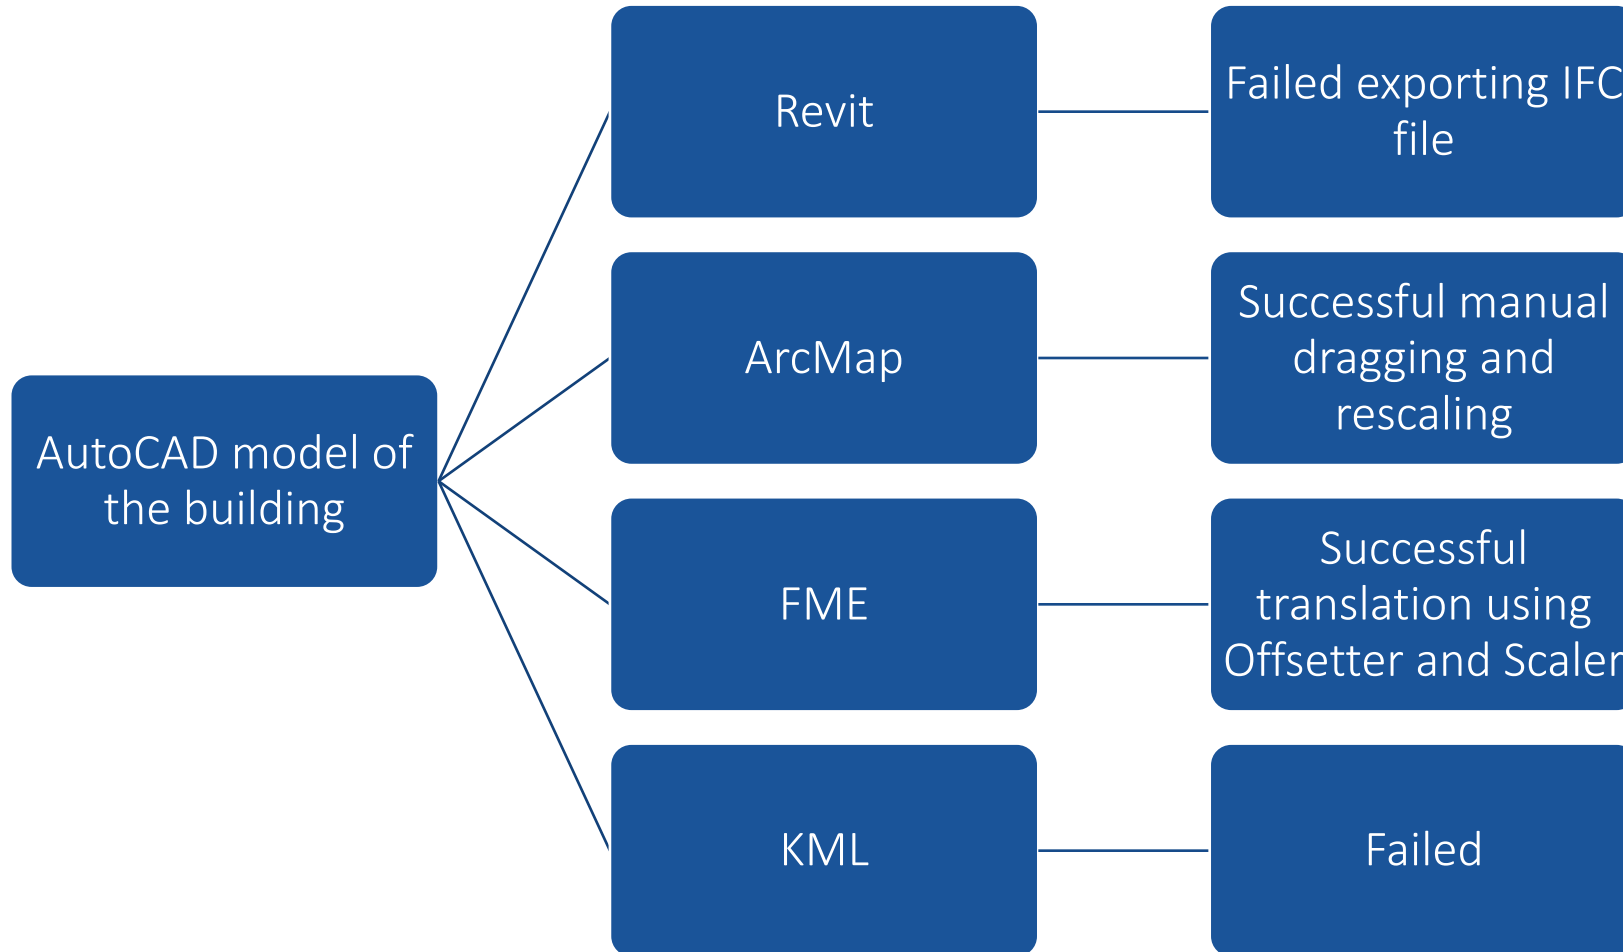 Revit
Failed exporting IFC
file
ArcMap
Successful manual
dragging and
rescaling
AutoCAD model of
the building
FME
Successful
translation using
Offsetter and Scaler
KML
Failed